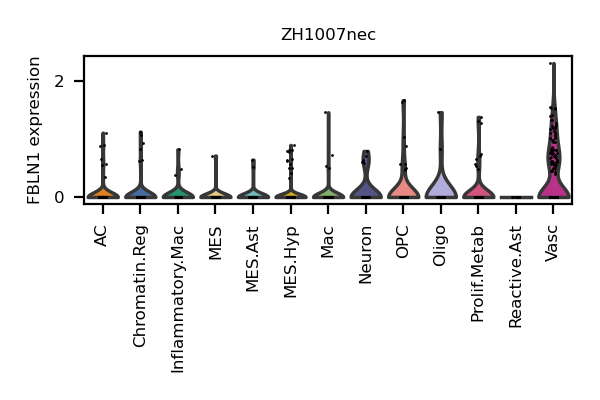 ZH1007nec
FBLN1 expression
2
0
AC
Chromatin.Reg
Inflammatory.Mac
MES
MES.Ast
MES.Hyp
Mac
Neuron
OPC
Oligo
Prolif.Metab
Reactive.Ast
Vasc